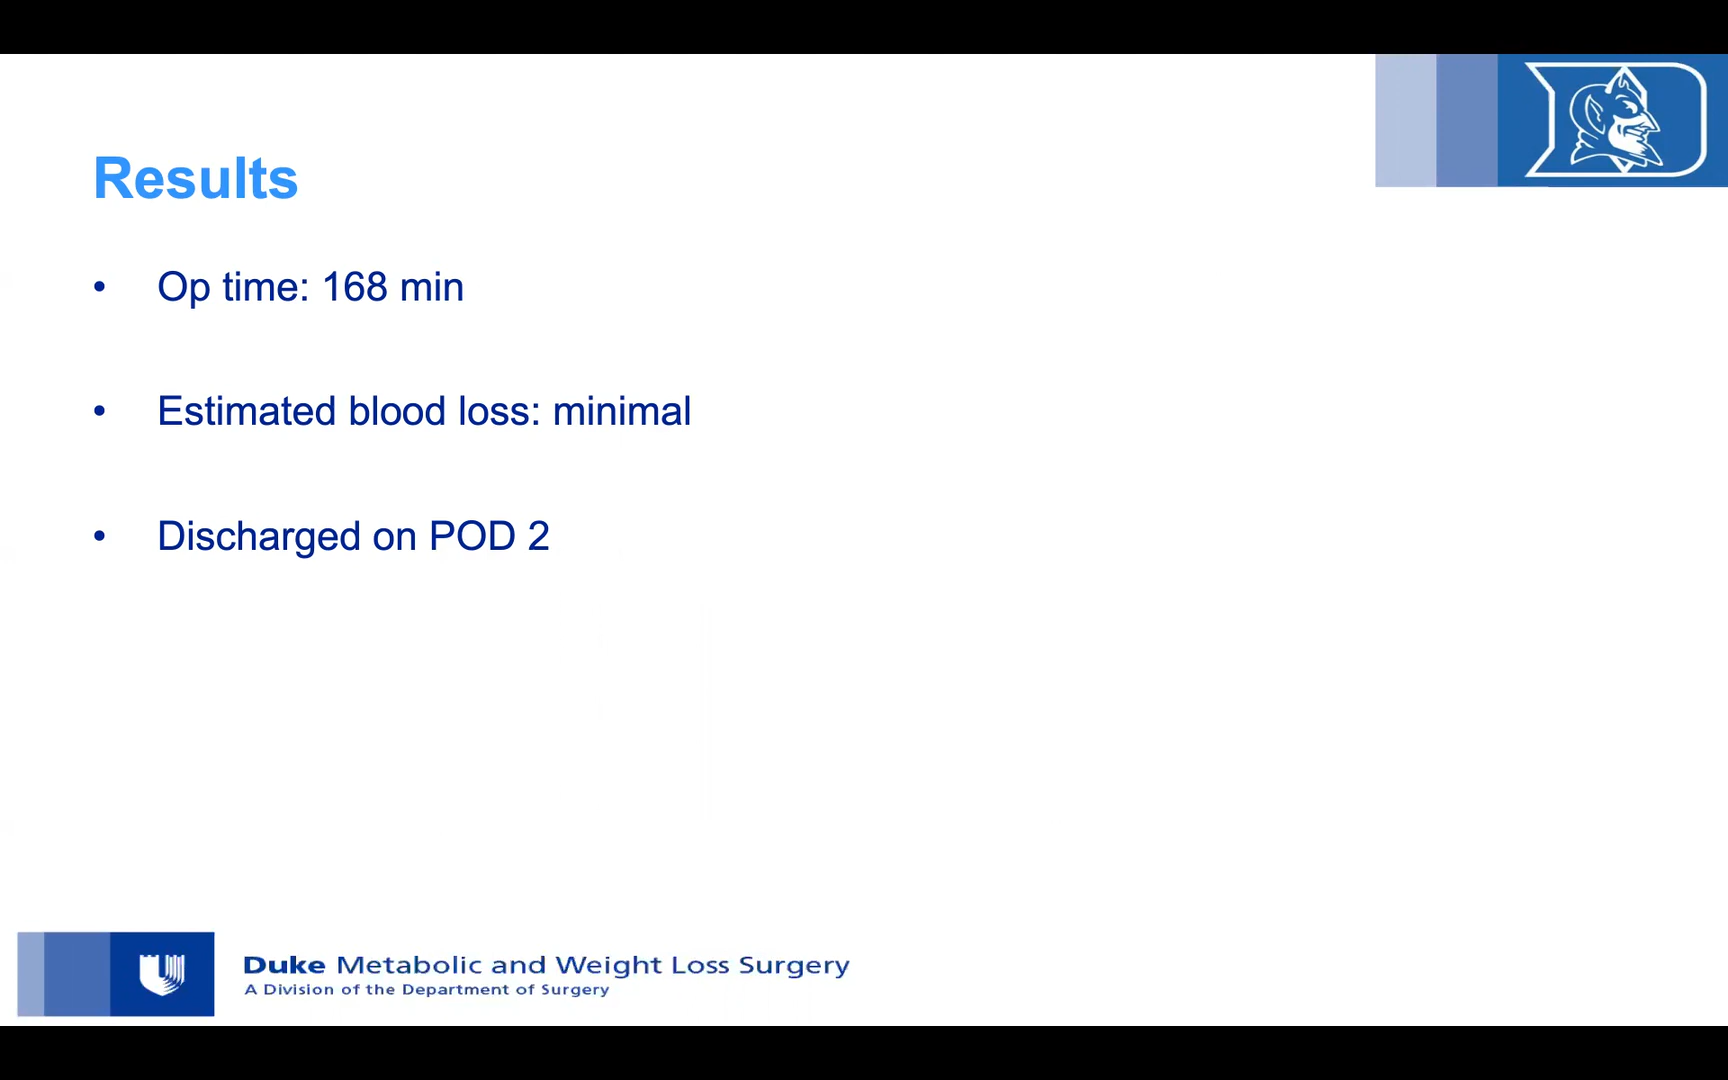 Results
• Op time: 168 min
• Estimated blood loss: minimal
• Discharged on POD 2
Duke Metabolic and Weight Loss Surgery
A Division of the Department of Surgery